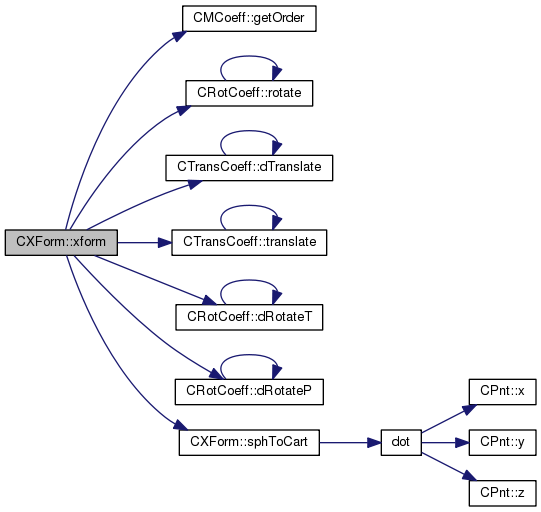 CMCoeff::getOrder
CRotCoeff::rotate
CTransCoeff::dTranslate
CXForm::xform
CTransCoeff::translate
CRotCoeff::dRotateT
CRotCoeff::dRotateP
CXForm::sphToCart
dot
CPnt::x
CPnt::y
CPnt::z